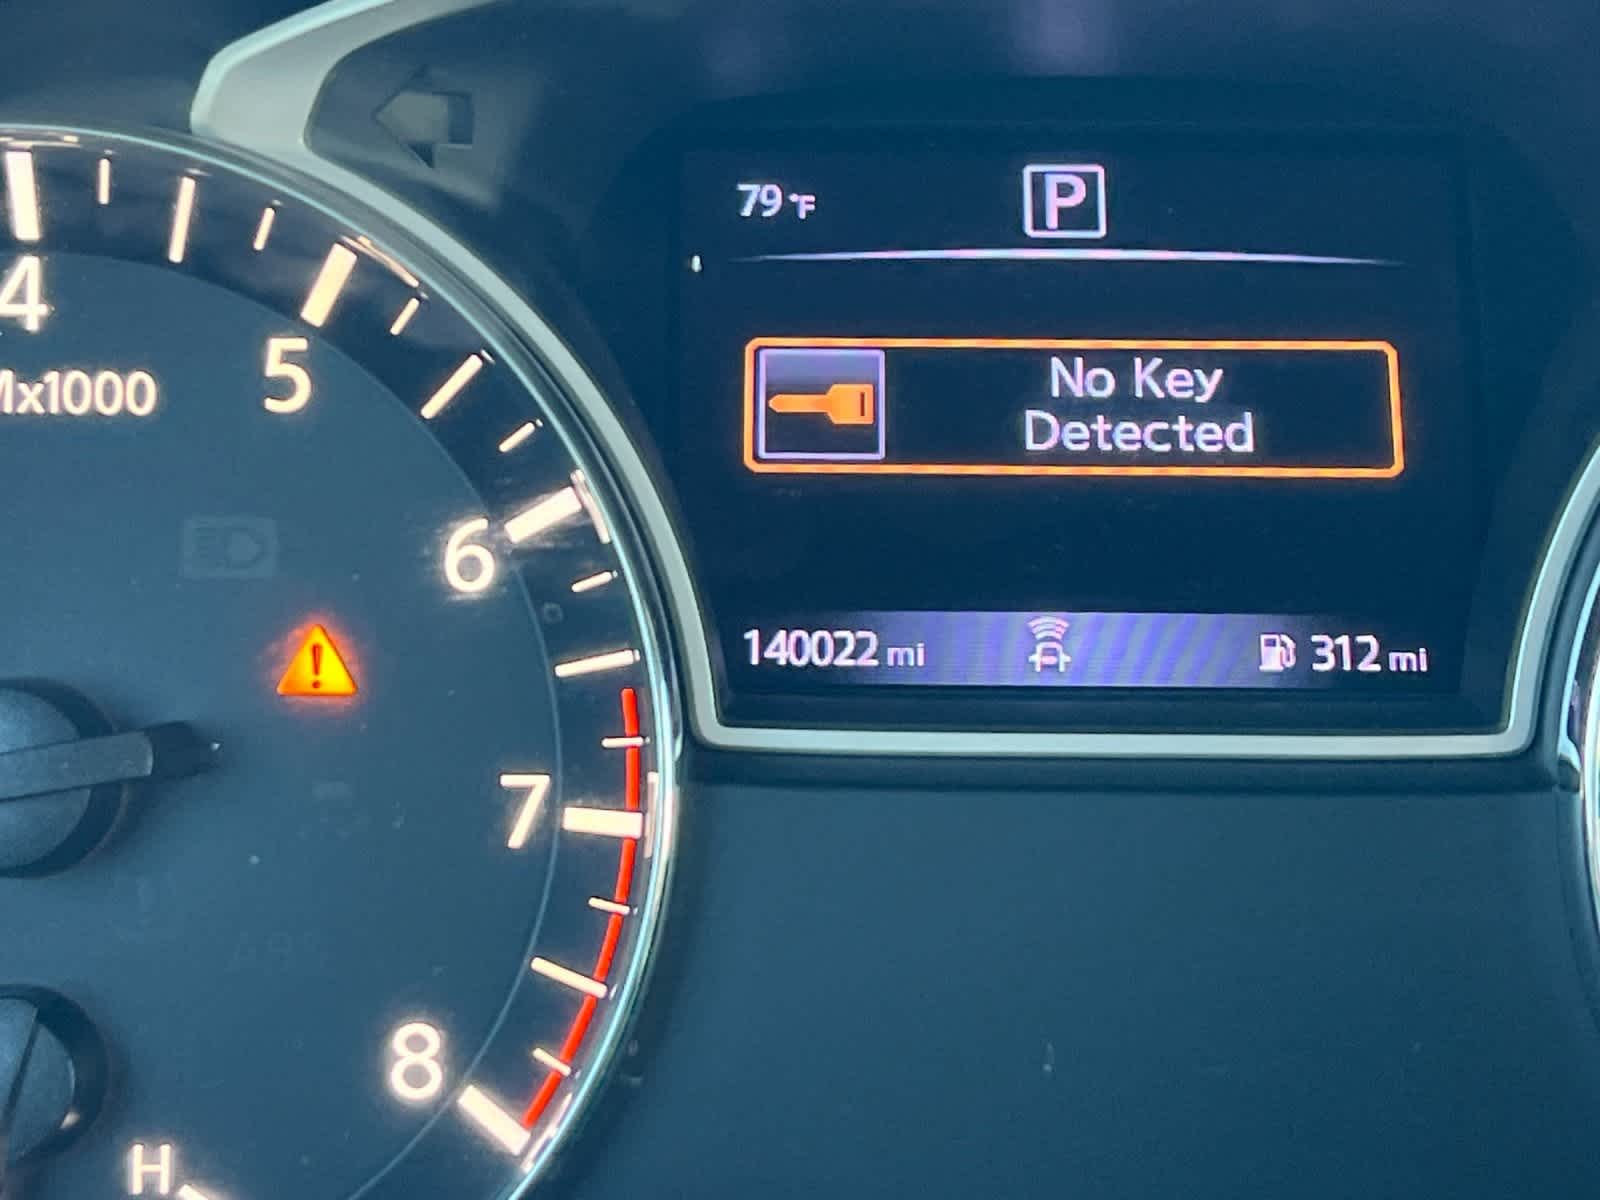 79°F
P
No Key
Detected
140022 mi
312 mi
4
5
Mx1000
6
7
8
H